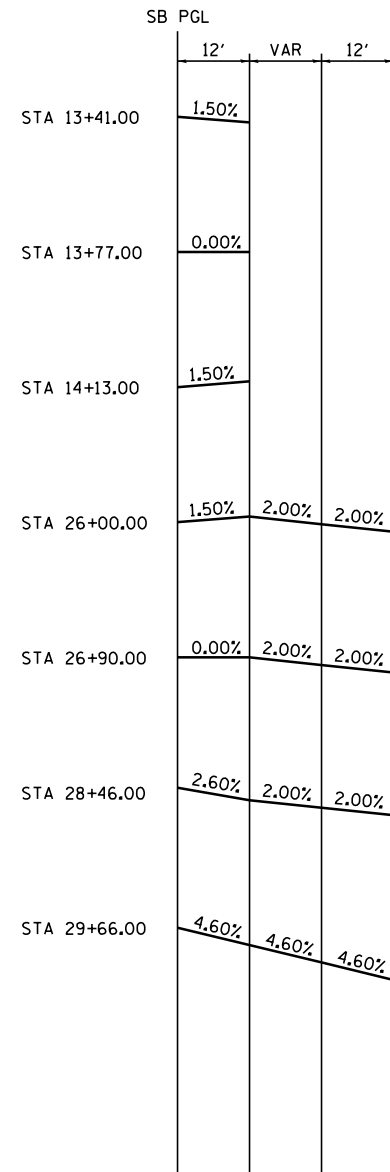 SB PGL
12' VAR 12'
STA 13+41.00 1.50%
STA 13+77.00 0.00%
STA 14+13.00 1.50%
STA 26+00.00 1.50% 2.00% 2.00%
STA 26+90.00 0.00% 2.00% 2.00%
STA 28+46.00 2.60% 2.00% 2.00%
STA 29+66.00 4.60% 4.60% 4.60%